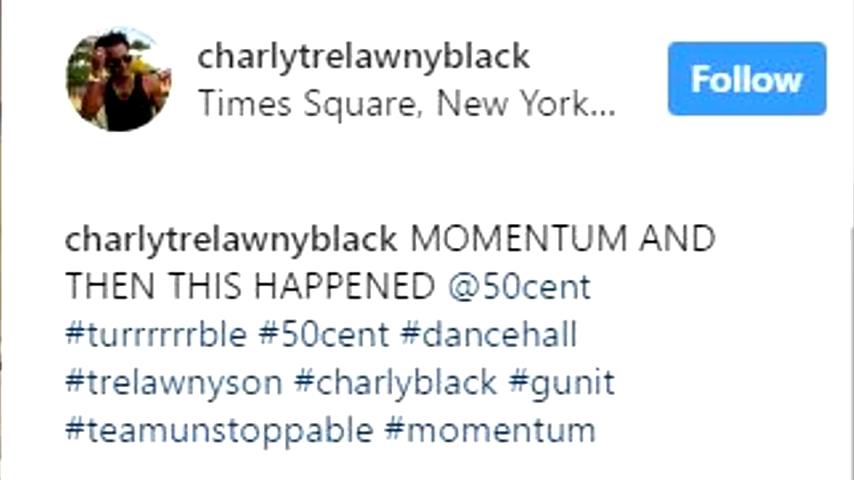 charlytrelawnyblack
Times Square, New York...
Follow
charlytrelawnyblack MOMENTUM AND
THEN THIS HAPPENED @50cent
#turrrrrrble #50cent #dancehall
#trelawnyson #charlyblack #gunit
#teamunstoppable #momentum